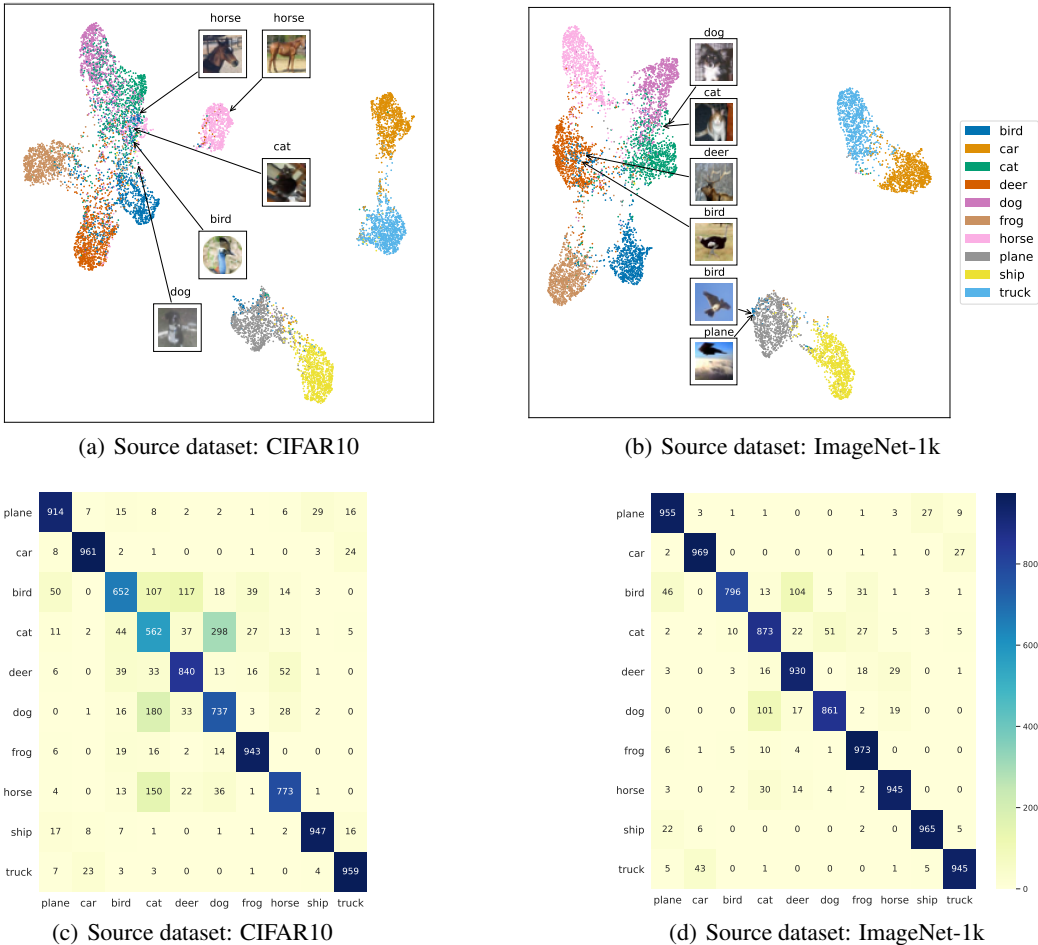 horse
horse
cat
bird
dog
(a) Source dataset: CIFAR10
dog
cat
deer
bird
bird
plane
(b) Source dataset: ImageNet-1k
bird
car
cat
deer
dog
frog
horse
plane
ship
truck
plane 914 7 15 8 2 2 1 6 29 16
car 8 961 2 1 0 0 1 0 3 24
bird 50 0 652 107 117 18 39 14 3 0
cat 11 2 44 562 37 298 27 13 1 5
deer 6 0 39 33 840 13 16 52 1 0
dog 0 1 16 180 33 737 3 28 2 0
frog 6 0 19 16 2 14 943 0 0 0
horse 4 0 13 150 22 36 1 773 1 0
ship 17 8 7 1 0 1 1 2 947 16
truck 7 23 3 3 0 0 0 1 4 959
plane car bird cat deer dog frog horse ship truck
(c) Source dataset: CIFAR10
plane 955 3 1 1 0 0 1 3 27 9
car 2 969 0 0 0 0 1 1 0 27
bird 46 0 796 13 104 5 31 1 3 1
cat 2 2 10 873 22 51 27 5 3 5
deer 3 0 3 16 930 0 18 29 0 1
dog 0 0 0 101 17 861 2 19 0 0
frog 6 1 5 10 4 1 973 0 0 0
horse 3 0 2 30 14 4 2 945 0 0
ship 22 6 0 0 0 0 2 0 965 5
truck 5 43 0 1 0 0 0 1 5 945
plane car bird cat deer dog frog horse ship truck
800
600
400
200
0
(d) Source dataset: ImageNet-1k